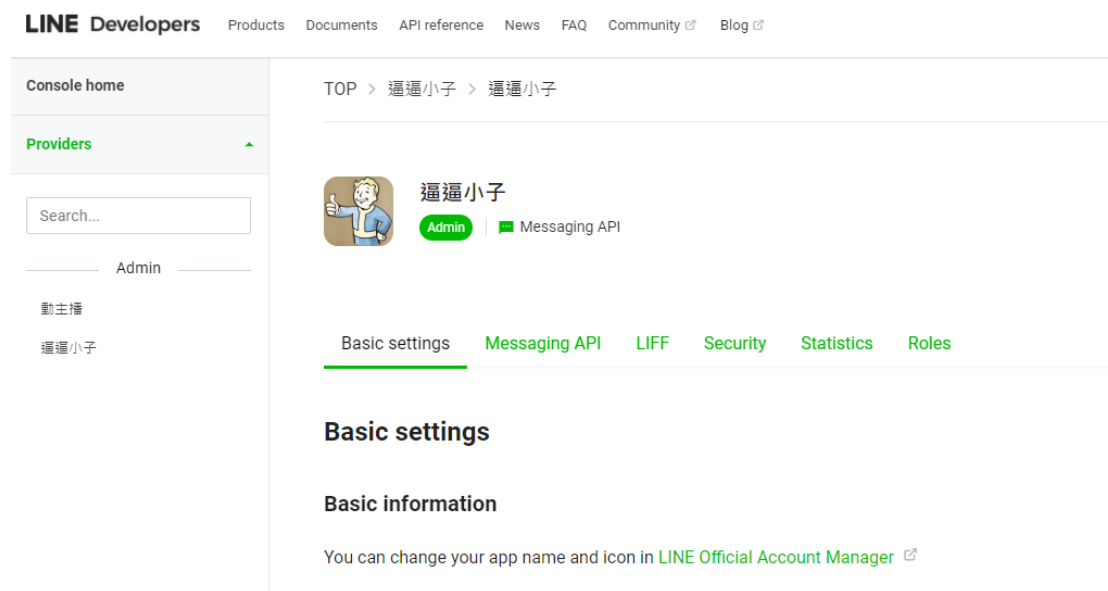 LINE Developers Products Documents API reference News FAQ Community Blog
Console home
TOP > 逼逼小子 > 逼逼小子
Providers
逼逼小子
Admin Messaging API
Search...
Admin
動主播
逼逼小子
Basic settings Messaging API LIFF Security Statistics Roles
Basic settings
Basic information
You can change your app name and icon in LINE Official Account Manager